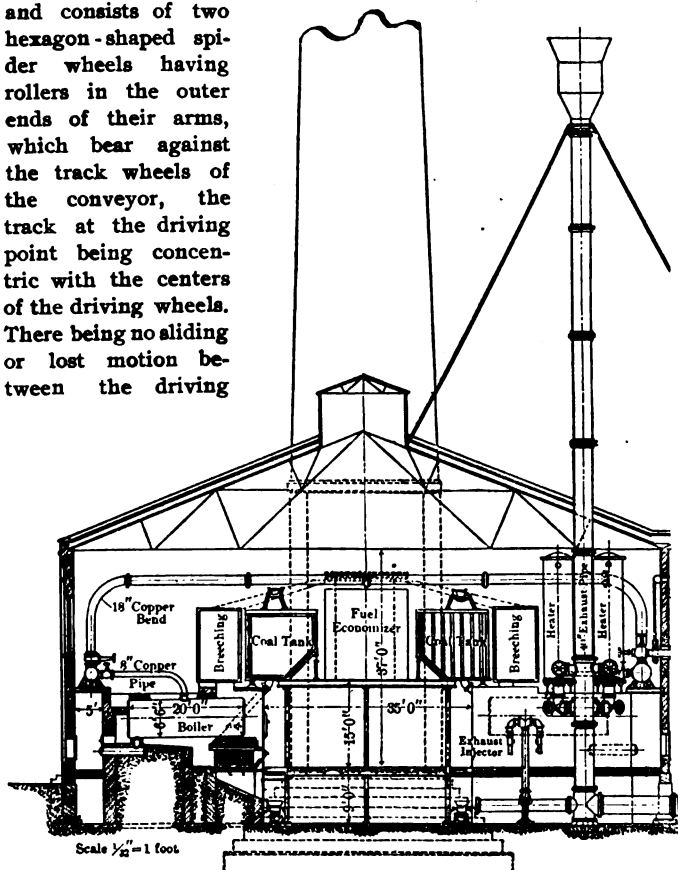 and consists of two
hexagon-shaped spi-
der wheels having
rollers in the outer
ends of their arms,
which bear against
the track wheels of
the conveyor, the
track at the driving
point being concen-
tric with the centers
of the driving wheels.
There being no sliding
or lost motion be-
tween the driving
18" Copper
Bend
Breeching
Coal Tank
Fuel
Economizer
Coal Tank
Breeching
Heater
Exhaust Pipe
Heater
8" Copper
Pipe
5'
20'-0"
Boiler
37'-0"
35'0"
15'-0"
Exhaust
Injector
Scale 1/32"=1 foot